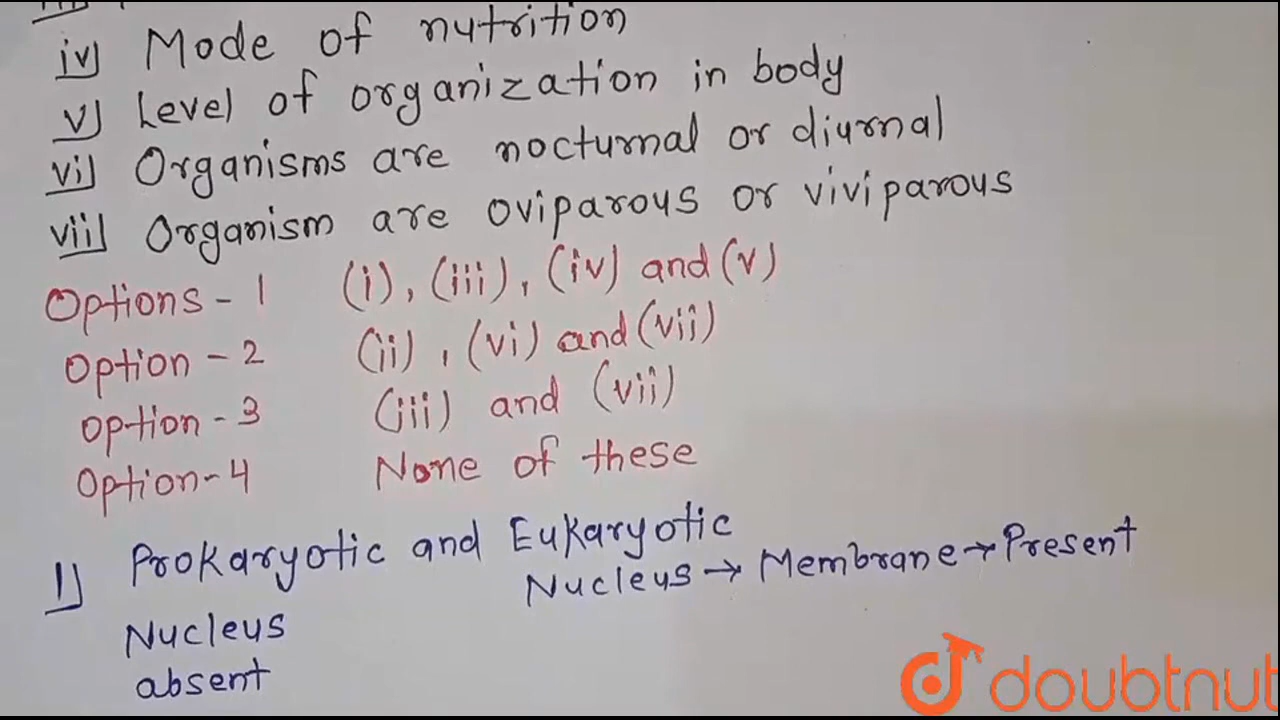 iv) Mode of nutrition
v) Level of organization in body
vi) Organisms are nocturnal or diurnal
vii) Organism are oviparous or viviparous
Options - 1 (i), (iii), (iv) and (v)
Option - 2 (ii), (vi) and (vii)
Option - 3 (iii) and (vii)
Option - 4 None of these
1) Prokaryotic and Eukaryotic
Nucleus → Membrane → Present
Nucleus
absent
doubtnut